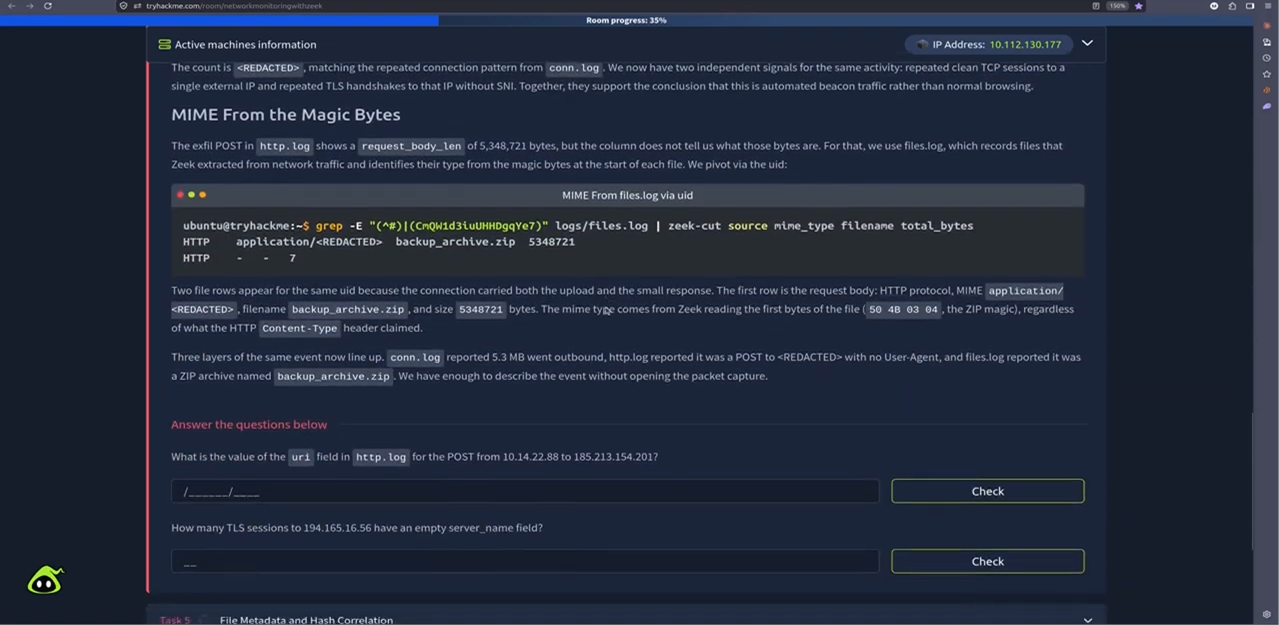 tryhackme.com/room/networkmonitoringwithzeek
150%
Room progress: 35%
Active machines information
IP Address: 10.112.130.177
The count is <REDACTED>, matching the repeated connection pattern from conn.log. We now have two independent signals for the same activity: repeated clean TCP sessions to a
single external IP and repeated TLS handshakes to that IP without SNI. Together, they support the conclusion that this is automated beacon traffic rather than normal browsing.
MIME From the Magic Bytes
The exfil POST in http.log shows a request_body_len of 5,348,721 bytes, but the column does not tell us what those bytes are. For that, we use files.log, which records files that
Zeek extracted from network traffic and identifies their type from the magic bytes at the start of each file. We pivot via the uid:
MIME From files.log via uid
ubuntu@tryhackme:~$ grep -E "(^#)|(CmQW1d3iuUHHDgqYe7)" logs/files.log | zeek-cut source mime_type filename total_bytes
HTTP application/<REDACTED> backup_archive.zip 5348721
HTTP - - 7
Two file rows appear for the same uid because the connection carried both the upload and the small response. The first row is the request body: HTTP protocol, MIME application/
<REDACTED>, filename backup_archive.zip, and size 5348721 bytes. The mime type comes from Zeek reading the first bytes of the file (50 4B 03 04, the ZIP magic), regardless
of what the HTTP Content-Type header claimed.
Three layers of the same event now line up. conn.log reported 5.3 MB went outbound, http.log reported it was a POST to <REDACTED> with no User-Agent, and files.log reported it was
a ZIP archive named backup_archive.zip. We have enough to describe the event without opening the packet capture.
Answer the questions below
What is the value of the uri field in http.log for the POST from 10.14.22.88 to 185.213.154.201?
/______/____
Check
How many TLS sessions to 194.165.16.56 have an empty server_name field?
__
Check
Task 5 File Metadata and Hash Correlation